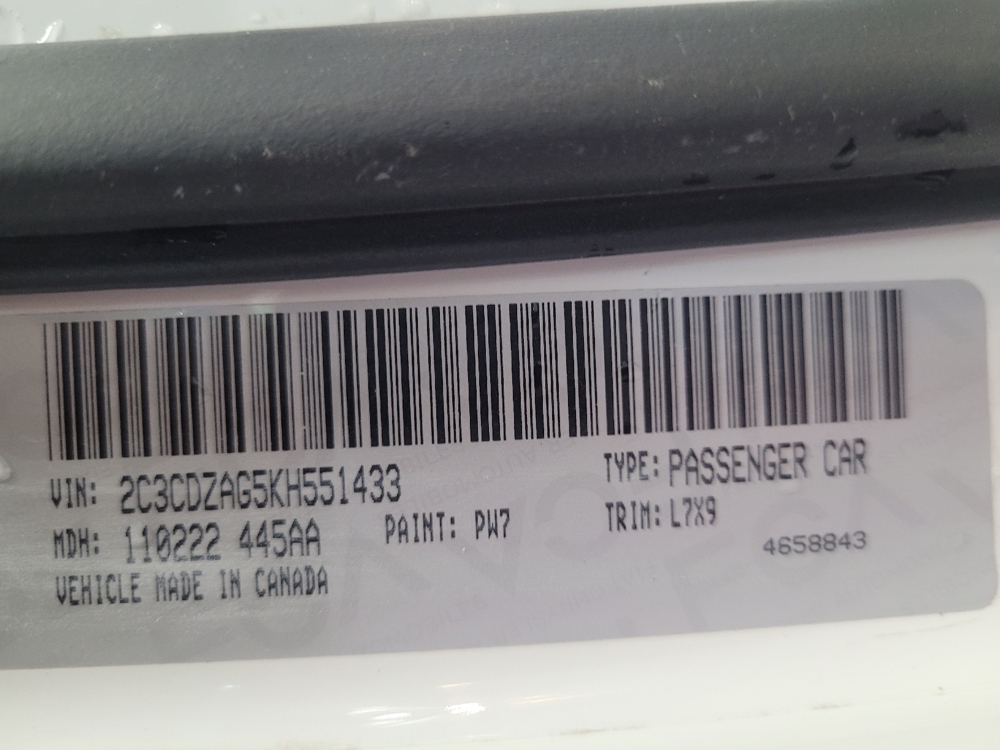 VIN: 2C3CDZAG5KH551433 TYPE: PASSENGER CAR
MDH: 110222 445AA PAINT: PW7 TRIM: L7X9
4658843
VEHICLE MADE IN CANADA